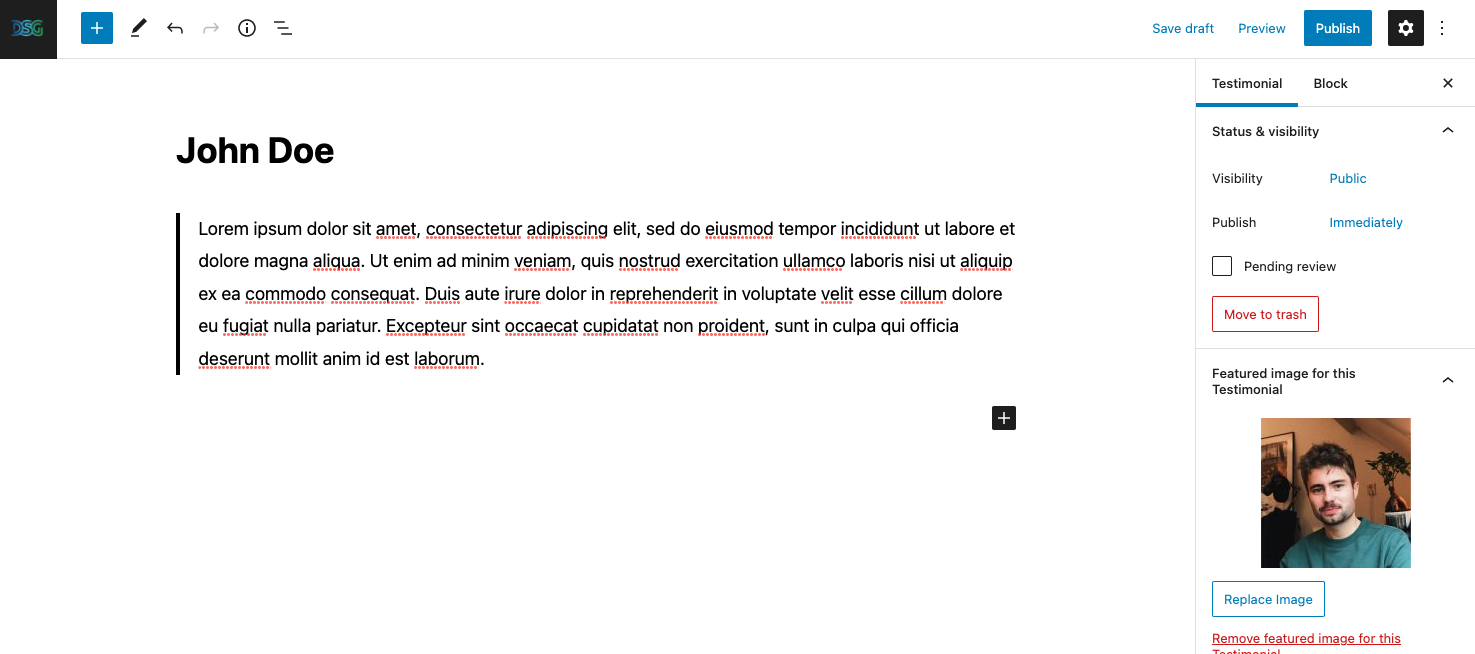 DSG
Save draft
Preview
Publish
Testimonial
Block
John Doe
Status & visibility
Visibility
Public
Publish
Immediately
Pending review
Move to trash
Lorem ipsum dolor sit amet, consectetur adipiscing elit, sed do eiusmod tempor incididunt ut labore et
dolore magna aliqua. Ut enim ad minim veniam, quis nostrud exercitation ullamco laboris nisi ut aliquip
ex ea commodo consequat. Duis aute irure dolor in reprehenderit in voluptate velit esse cillum dolore
eu fugiat nulla pariatur. Excepteur sint occaecat cupidatat non proident, sunt in culpa qui officia
deserunt mollit anim id est laborum.
Featured image for this
Testimonial
Replace Image
Remove featured image for this
Testimonial